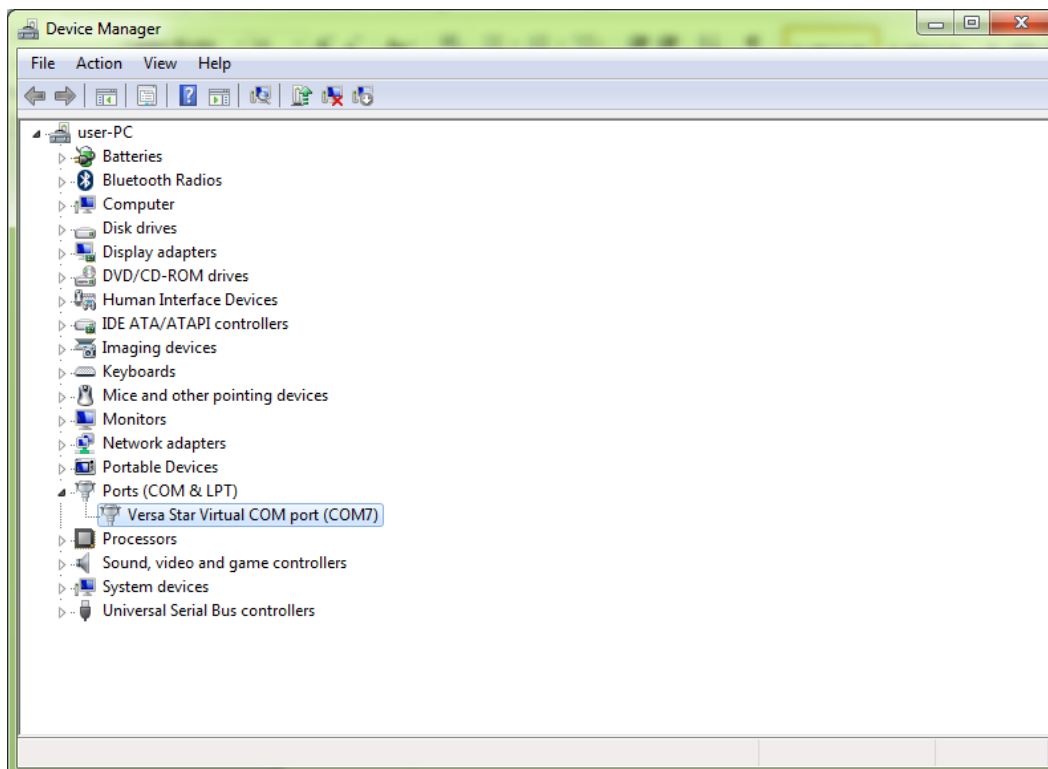 Device Manager
File Action View Help
user-PC
Batteries
Bluetooth Radios
Computer
Disk drives
Display adapters
DVD/CD-ROM drives
Human Interface Devices
IDE ATA/ATAPI controllers
Imaging devices
Keyboards
Mice and other pointing devices
Monitors
Network adapters
Portable Devices
Ports (COM & LPT)
Versa Star Virtual COM port (COM7)
Processors
Sound, video and game controllers
System devices
Universal Serial Bus controllers